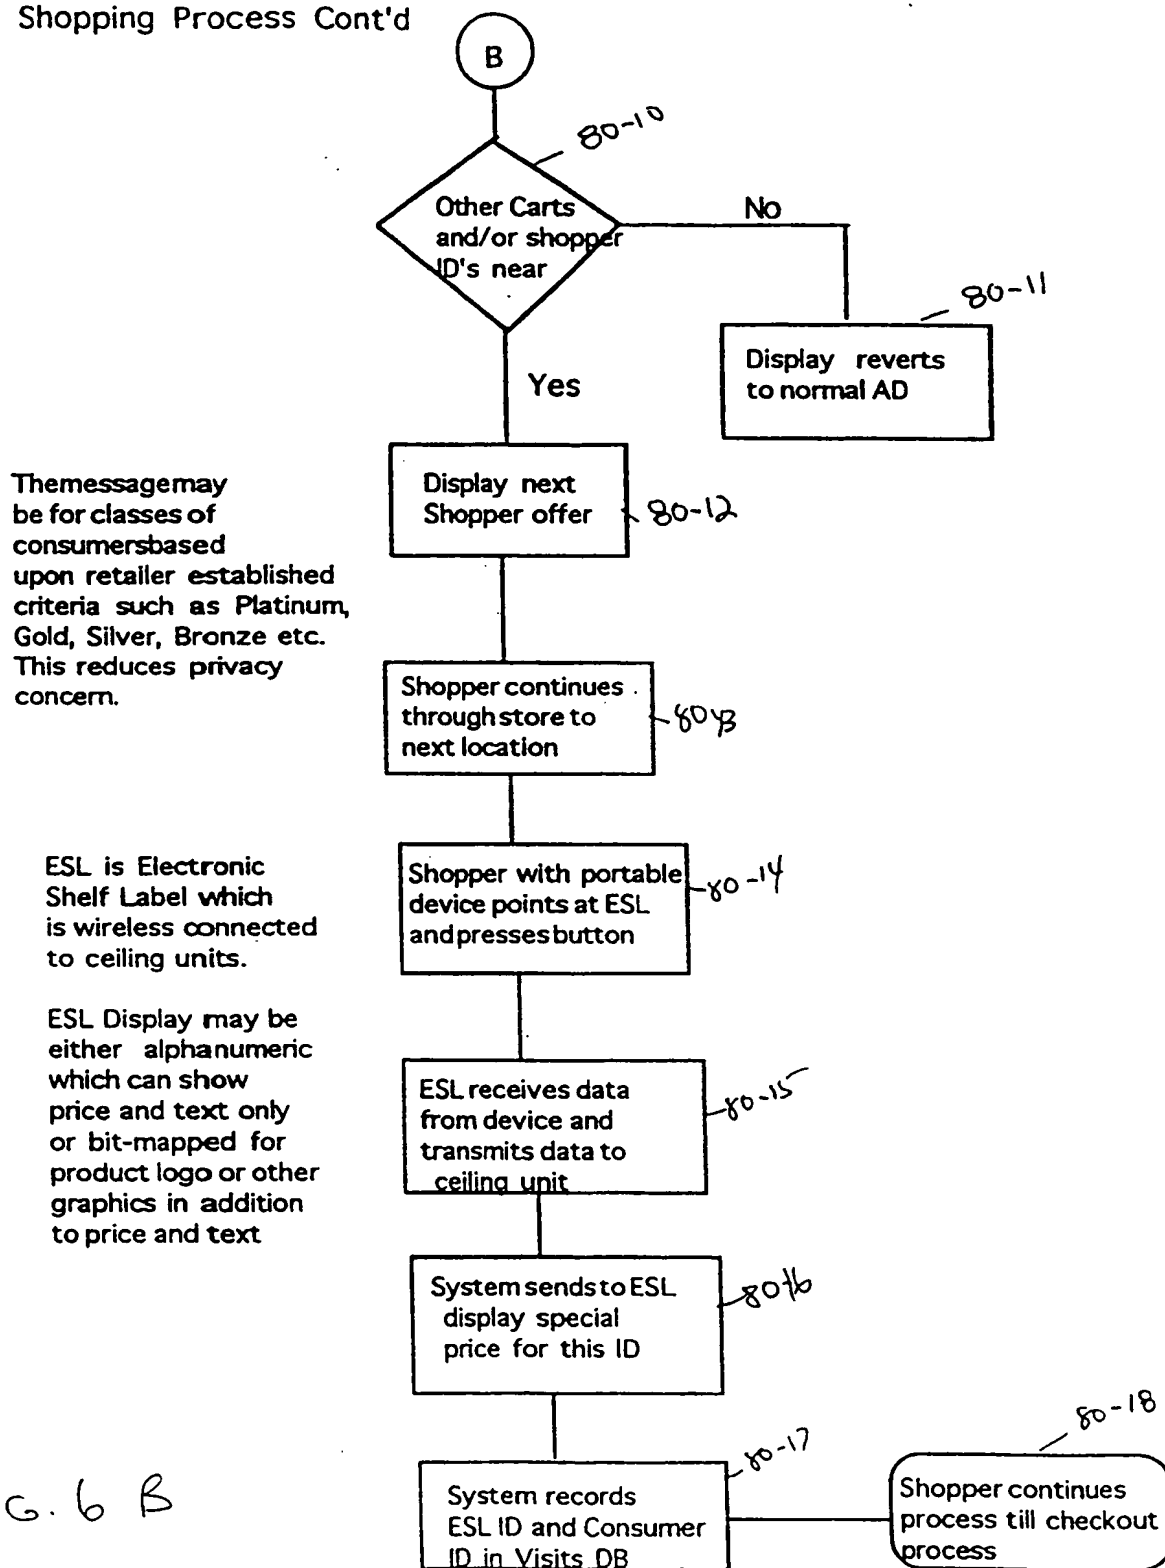 Shopping Process Cont'd
B
80-10
Other Carts
and/or shopper
ID's near
No
80-11
Display reverts
to normal AD
Yes
Display next
Shopper offer
80-12
Themessagemay
be for classes of
consumersbased
upon retailer established
criteria such as Platinum,
Gold, Silver, Bronze etc.
This reduces privacy
concern.
Shopper continues
through store to
next location
80-13
ESL is Electronic
Shelf Label which
is wireless connected
to ceiling units.
Shopper with portable
device points at ESL
and presses button
80-14
ESL Display may be
either alphanumeric
which can show
price and text only
or bit-mapped for
product logo or other
graphics in addition
to price and text
ESL receives data
from device and
transmits data to
ceiling unit
80-15
System sends to ESL
display special
price for this ID
80-16
System records
ESL ID and Consumer
ID in Visits DB
80-17
80-18
Shopper continues
process till checkout
process
G. 6 B